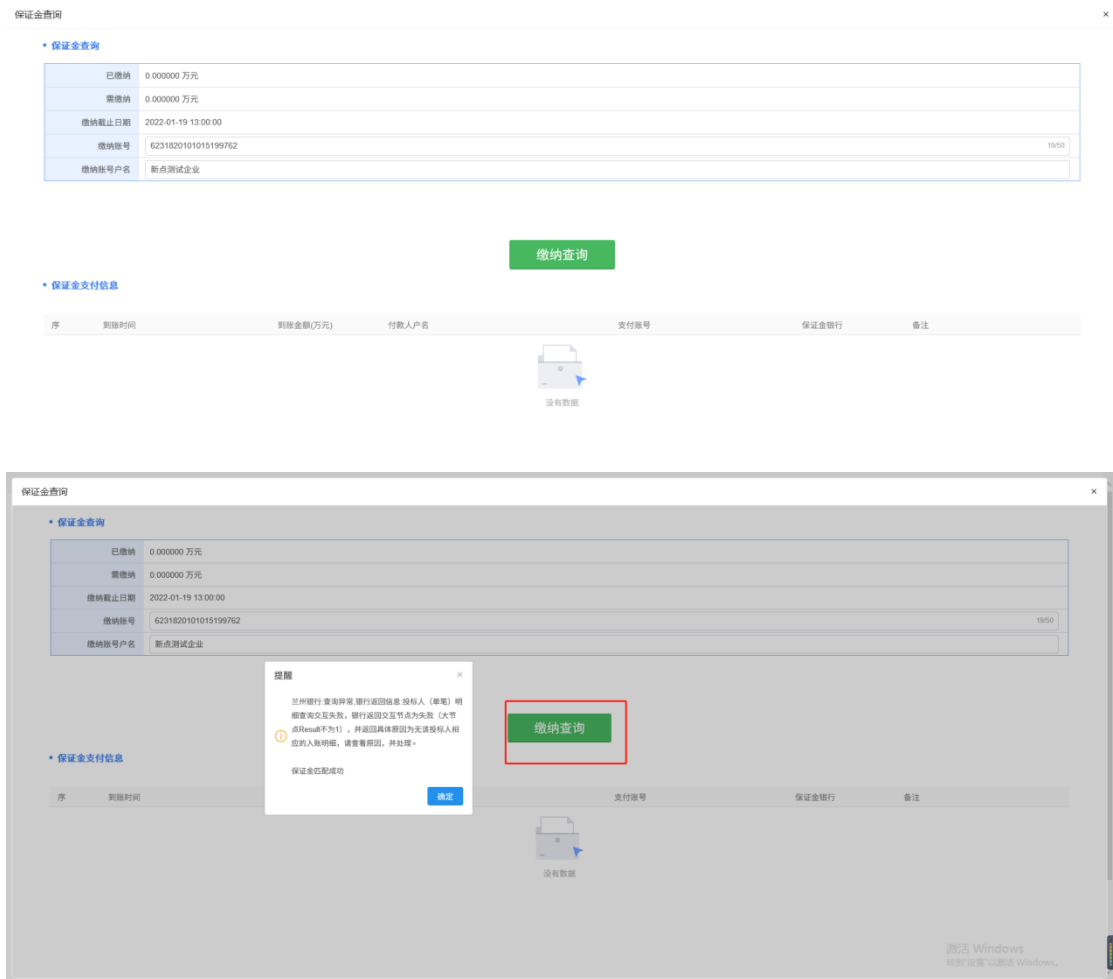 保证金查询
×
• 保证金查询
已缴纳 0.000000 万元
需缴纳 0.000000 万元
缴纳截止日期 2022-01-19 13:00:00
缴纳账号 6231820101015199762 19/50
缴纳账号户名 新点测试企业
缴纳查询
• 保证金支付信息
序 到账时间 到账金额(万元) 付款人户名 支付账号 保证金银行 备注
没有数据
保证金查询
×
• 保证金查询
已缴纳 0.000000 万元
需缴纳 0.000000 万元
缴纳截止日期 2022-01-19 13:00:00
缴纳账号 6231820101015199762 19/50
缴纳账号户名 新点测试企业
提醒 ×
兰州银行:查询异常,银行返回信息:投标人（单笔）明
细查询交互失败，银行返回交互节点为失败（大节
点Result不为1），并返回具体原因为无该投标人相
应的入账明细，请查看原因，并处理。
保证金匹配成功
确定
缴纳查询
• 保证金支付信息
序 到账时间 支付账号 保证金银行 备注
没有数据
激活 Windows
转到"设置"以激活 Windows。